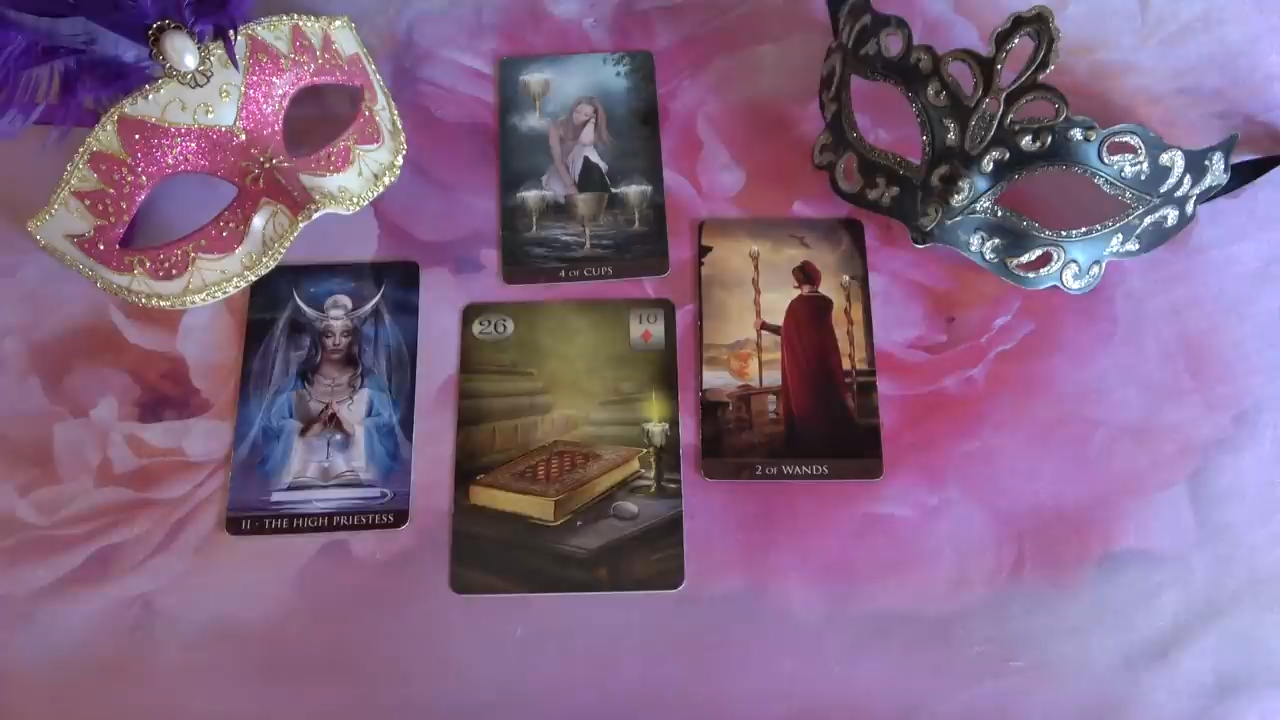 4 OF CUPS
26
10
2 OF WANDS
II · THE HIGH PRIESTESS